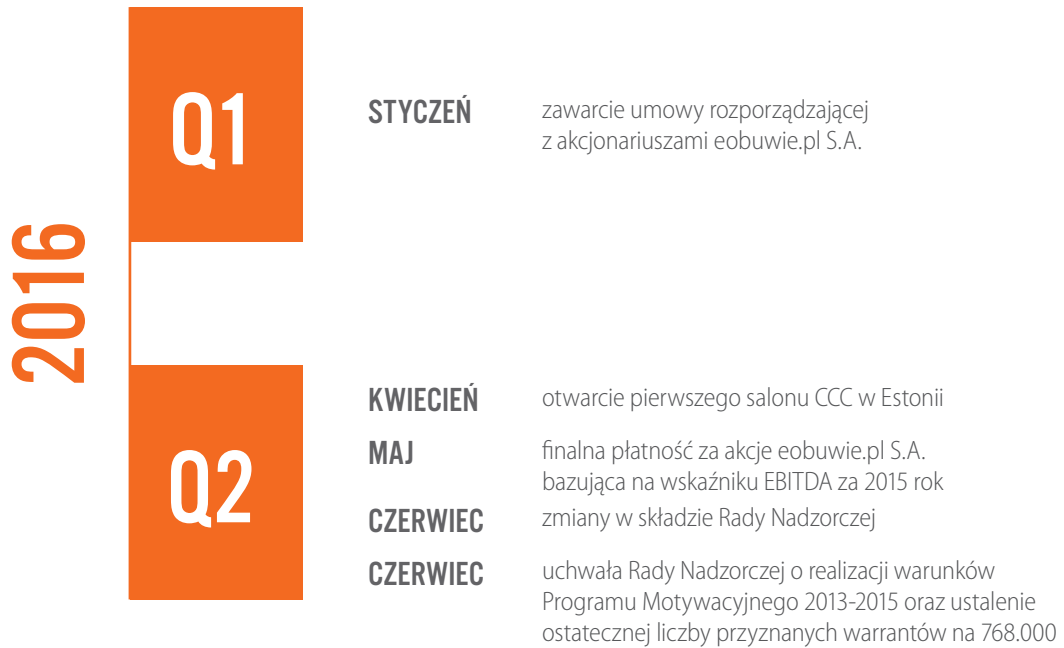 2016
Q1
STYCZEŃ zawarcie umowy rozporządzającej
z akcjonariuszami eobuwie.pl S.A.
Q2
KWIECIEŃ otwarcie pierwszego salonu CCC w Estonii
MAJ finalna płatność za akcje eobuwie.pl S.A.
bazująca na wskaźniku EBITDA za 2015 rok
CZERWIEC zmiany w składzie Rady Nadzorczej
CZERWIEC uchwała Rady Nadzorczej o realizacji warunków
Programu Motywacyjnego 2013-2015 oraz ustalenie
ostatecznej liczby przyznanych warrantów na 768.000